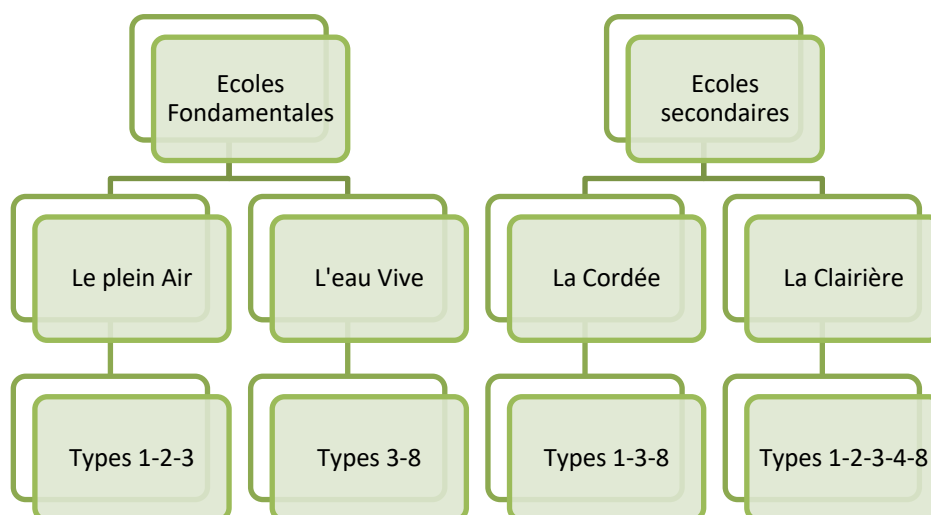 Ecoles
Fondamentales
Ecoles
secondaires
Le plein Air
L'eau Vive
La Cordée
La Clairière
Types 1-2-3
Types 3-8
Types 1-3-8
Types 1-2-3-4-8